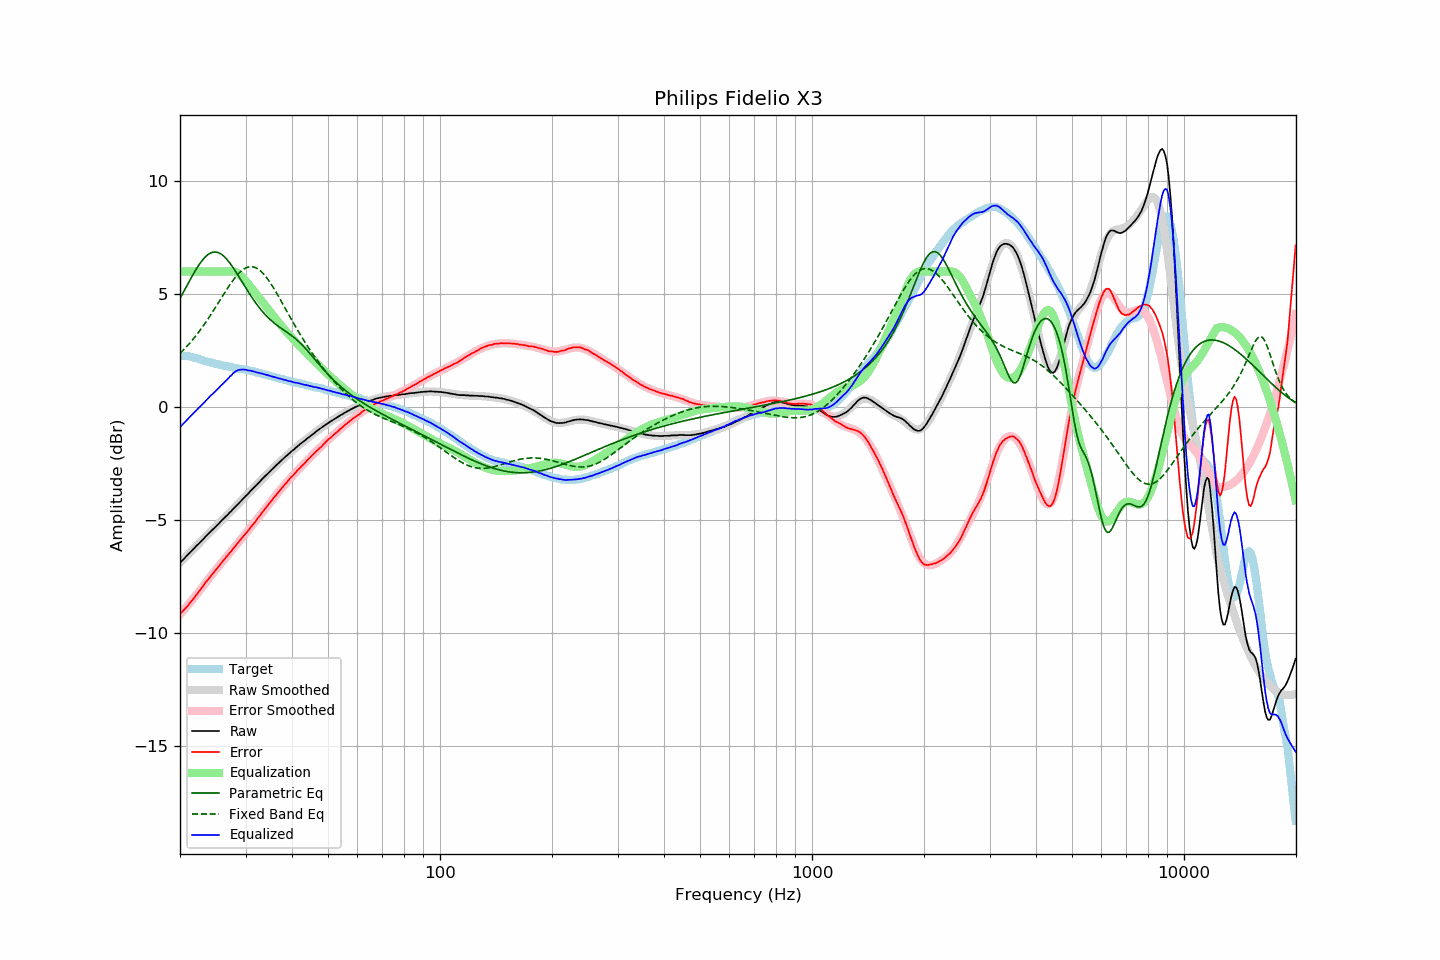 Philips Fidelio X3
Amplitude (dBr)
10
5
0
−5
−10
−15
Target
Raw Smoothed
Error Smoothed
Raw
Error
Equalization
Parametric Eq
Fixed Band Eq
Equalized
100
1000
10000
Frequency (Hz)